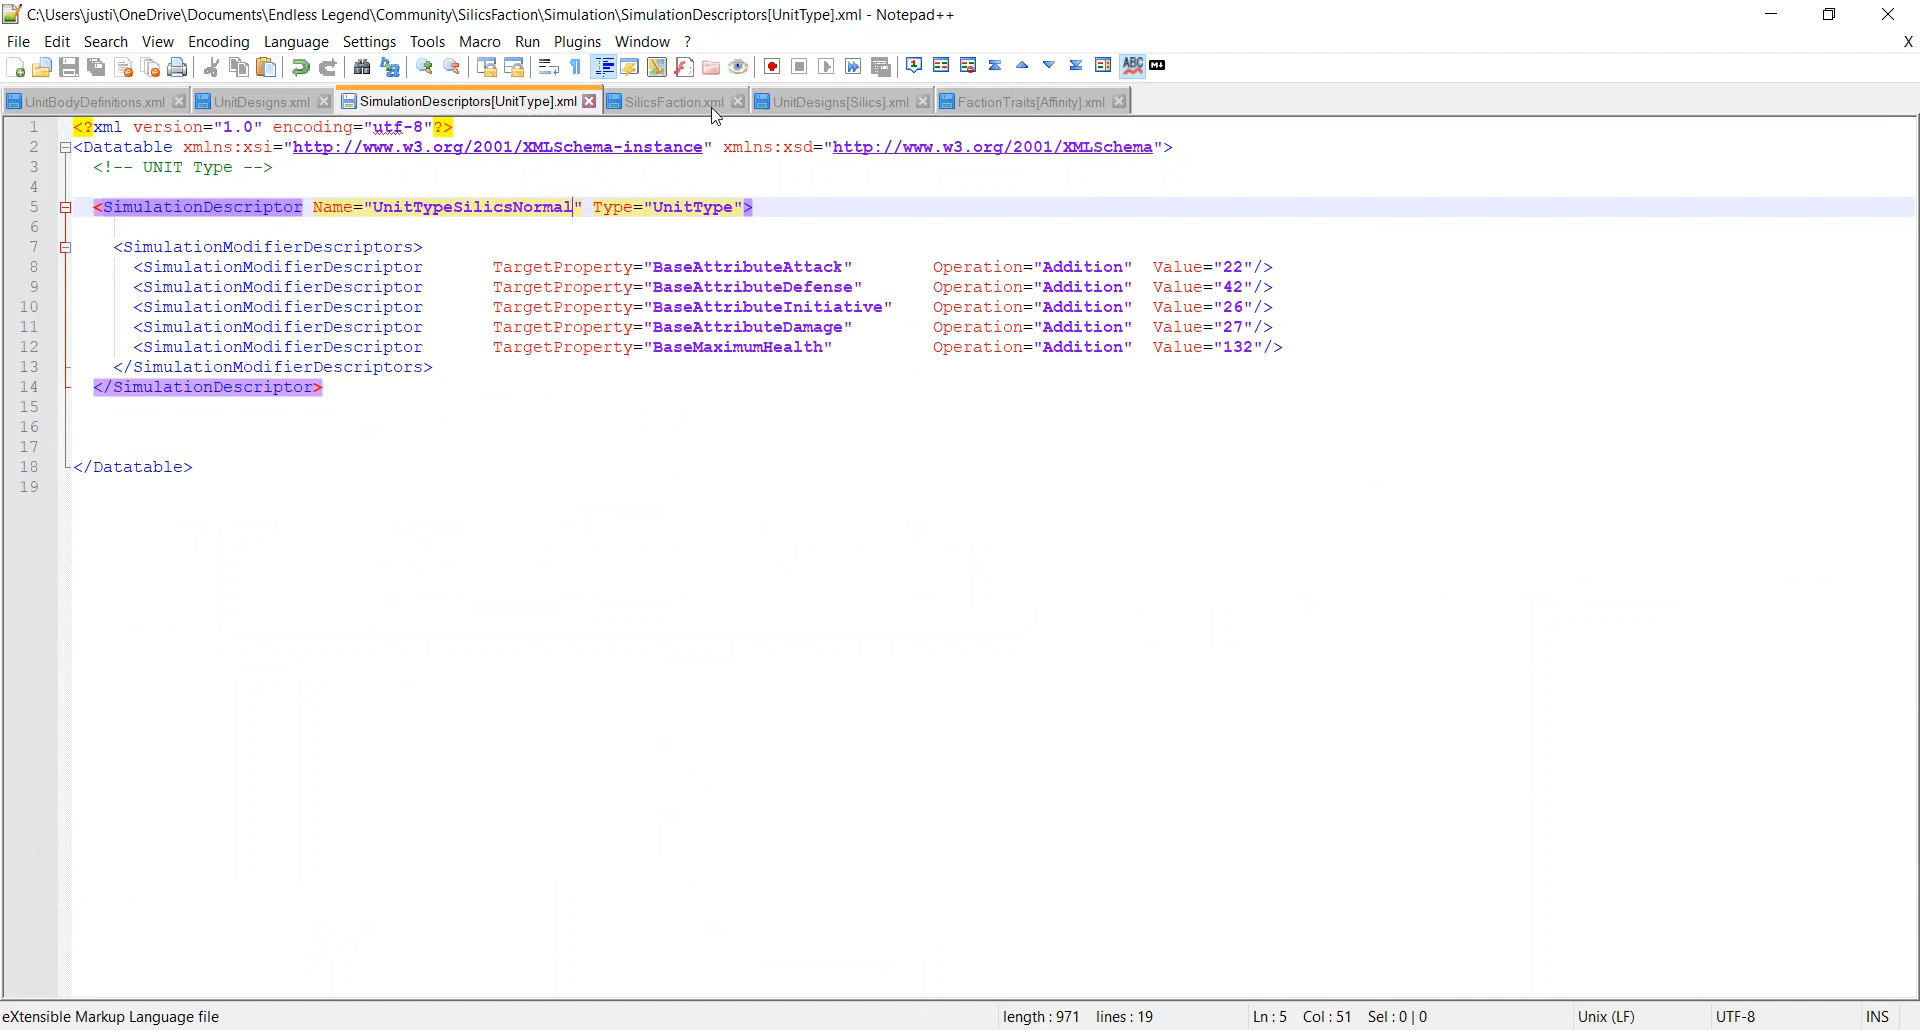 C:\Users\justi\OneDrive\Documents\Endless Legend\Community\SilicsFaction\Simulation\SimulationDescriptors[UnitType].xml - Notepad++
File Edit Search View Encoding Language Settings Tools Macro Run Plugins Window ? X
UnitBodyDefinitions.xml UnitDesigns.xml SimulationDescriptors[UnitType].xml SilicsFaction.xml UnitDesigns[Silics].xml FactionTraits[Affinity].xml
1 <?xml version="1.0" encoding="utf-8"?>
2 <Datatable xmlns:xsi="http://www.w3.org/2001/XMLSchema-instance" xmlns:xsd="http://www.w3.org/2001/XMLSchema">
3 <!-- UNIT Type -->
4
5 <SimulationDescriptor Name="UnitTypeSilicsNormal" Type="UnitType">
6
7 <SimulationModifierDescriptors>
8 <SimulationModifierDescriptor TargetProperty="BaseAttributeAttack" Operation="Addition" Value="22"/>
9 <SimulationModifierDescriptor TargetProperty="BaseAttributeDefense" Operation="Addition" Value="42"/>
10 <SimulationModifierDescriptor TargetProperty="BaseAttributeInitiative" Operation="Addition" Value="26"/>
11 <SimulationModifierDescriptor TargetProperty="BaseAttributeDamage" Operation="Addition" Value="27"/>
12 <SimulationModifierDescriptor TargetProperty="BaseMaximumHealth" Operation="Addition" Value="132"/>
13 </SimulationModifierDescriptors>
14 </SimulationDescriptor>
15
16
17
18 </Datatable>
19
eXtensible Markup Language file length : 971 lines : 19 Ln : 5 Col : 51 Sel : 0 | 0 Unix (LF) UTF-8 INS